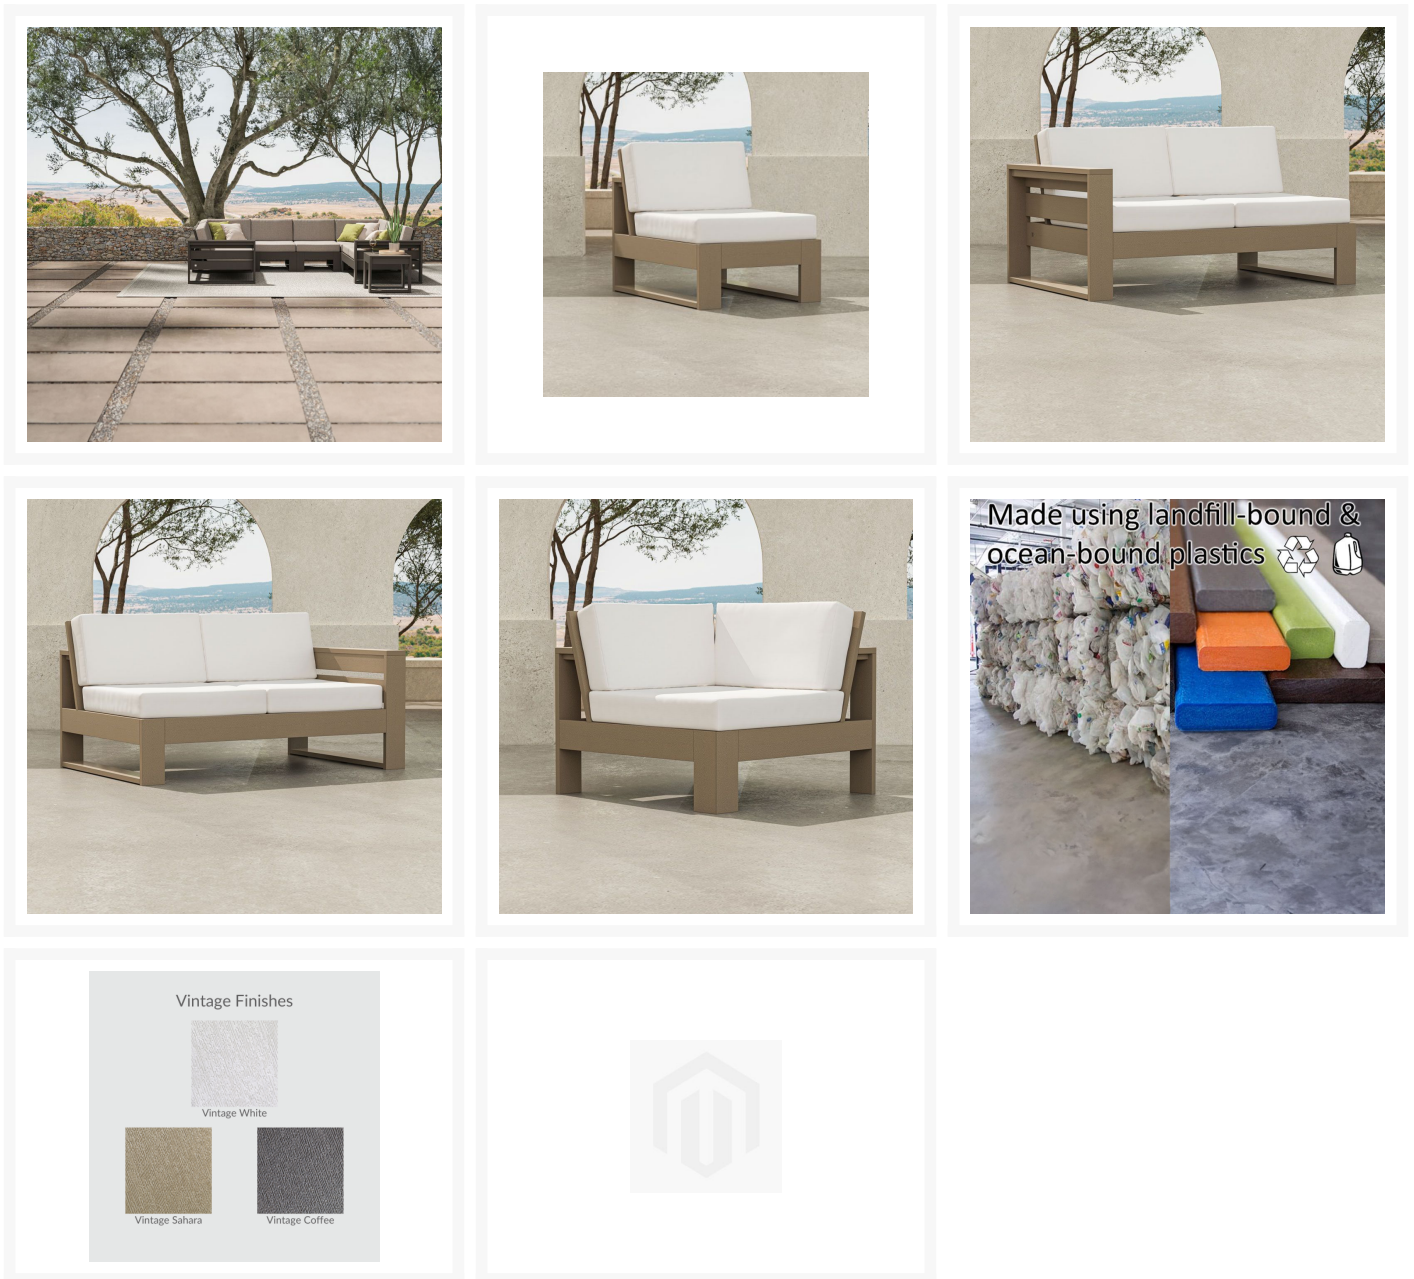 Made using landfill-bound &
ocean-bound plastics
Vintage Finishes
Vintage White
Vintage Sahara
Vintage Coffee